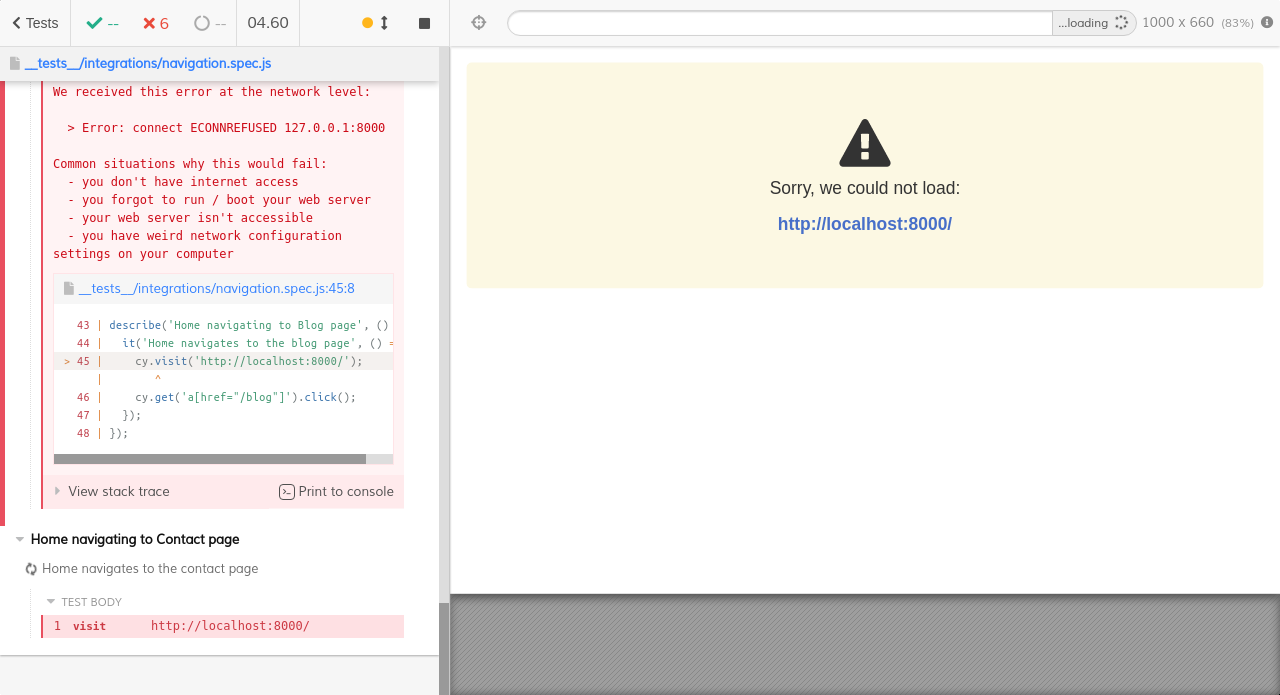 Tests -- 6 -- 04.60
...loading 1000 x 660 (83%)
__tests__/integrations/navigation.spec.js
We received this error at the network level:
> Error: connect ECONNREFUSED 127.0.0.1:8000
Common situations why this would fail:
- you don't have internet access
- you forgot to run / boot your web server
- your web server isn't accessible
- you have weird network configuration
settings on your computer
__tests__/integrations/navigation.spec.js:45:8
43 | describe('Home navigating to Blog page', ()
44 |   it('Home navigates to the blog page', () =
> 45 |     cy.visit('http://localhost:8000/');
|        ^
46 |     cy.get('a[href="/blog"]').click();
47 |   });
48 | });
View stack trace Print to console
Home navigating to Contact page
Home navigates to the contact page
TEST BODY
1 visit http://localhost:8000/
Sorry, we could not load:
http://localhost:8000/